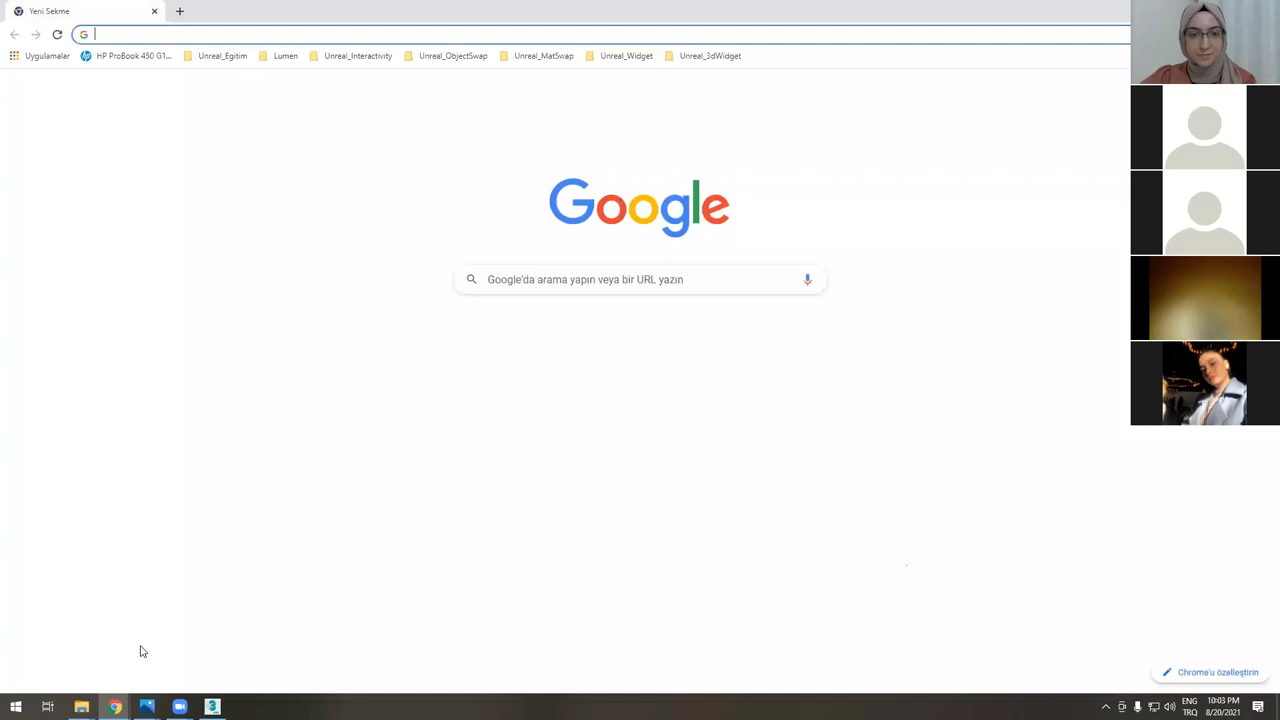 Yeni Sekme
Uygulamalar HP ProBook 450 G1... Unreal_Egitim Lumen Unreal_Interactivity Unreal_ObjectSwap Unreal_MatSwap Unreal_Widget Unreal_3dWidget
Google
Google'da arama yapın veya bir URL yazın
Chrome'u özelleştirin
ENG 10:03 PM
TRQ 8/20/2021